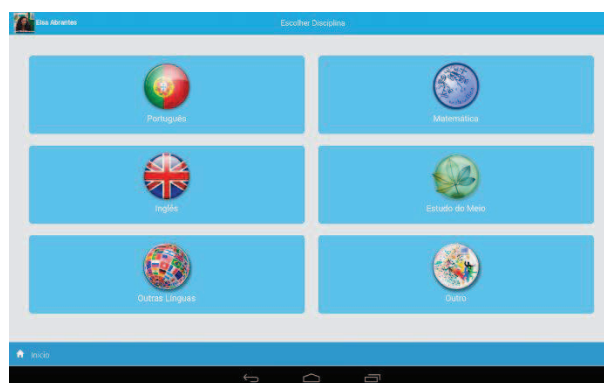 Elsa Abrantes
Escolher Disciplina
Português
Matemática
Inglês
Estudo do Meio
Outras Línguas
Outro
Início